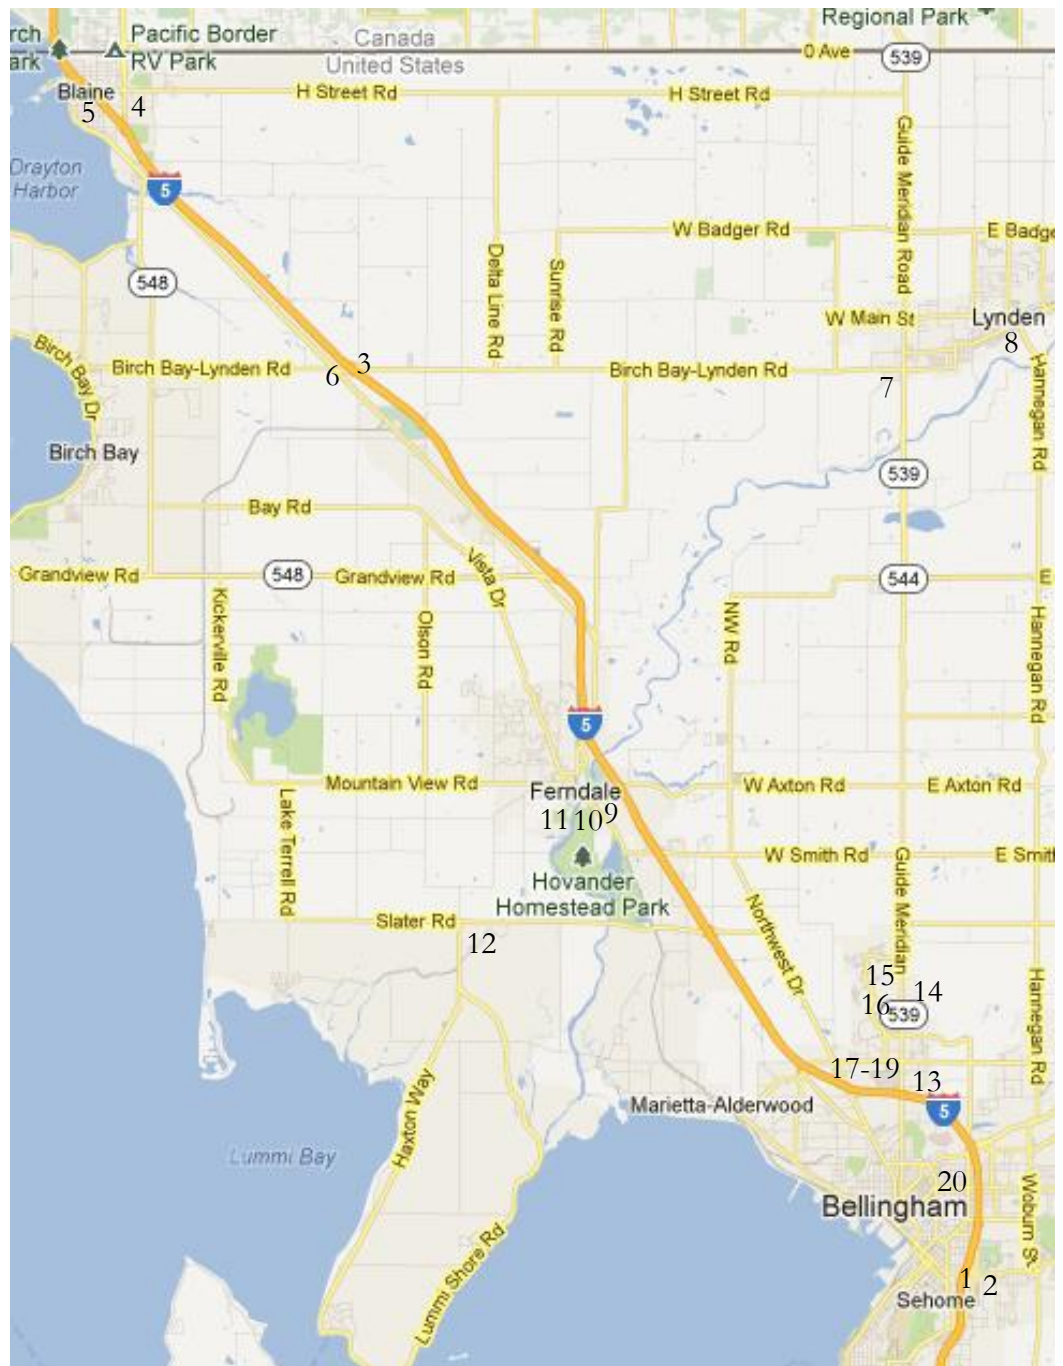 Regional Park
rch
ark
Pacific Border
RV Park
Canada
United States
0 Ave
539
Blaine
5
4
H Street Rd
H Street Rd
Guide Meridian Road
Drayton
Harbor
5
W Badger Rd
E Badge
Delta Line Rd
Sunrise Rd
548
W Main St
Lynden
8
Birch Bay Dr
Birch Bay-Lynden Rd
6
3
Birch Bay-Lynden Rd
7
Hannegan Rd
Birch Bay
539
Bay Rd
Vista Dr
Grandview Rd
548
Grandview Rd
544
E
Kickerville Rd
Olson Rd
NW Rd
Hannegan Rd
5
Mountain View Rd
Ferndale
W Axton Rd
E Axton Rd
11
10
9
Lake Terrell Rd
W Smith Rd
E Smit
Hovander
Homestead Park
Guide Meridian
Slater Rd
12
Northwest Dr
15
16
14
539
Hannegan Rd
17-19
13
5
Haxton Way
Marietta-Alderwood
Lummi Bay
20
Bellingham
Woburn St
Lummi Shore Rd
1
2
Sehome